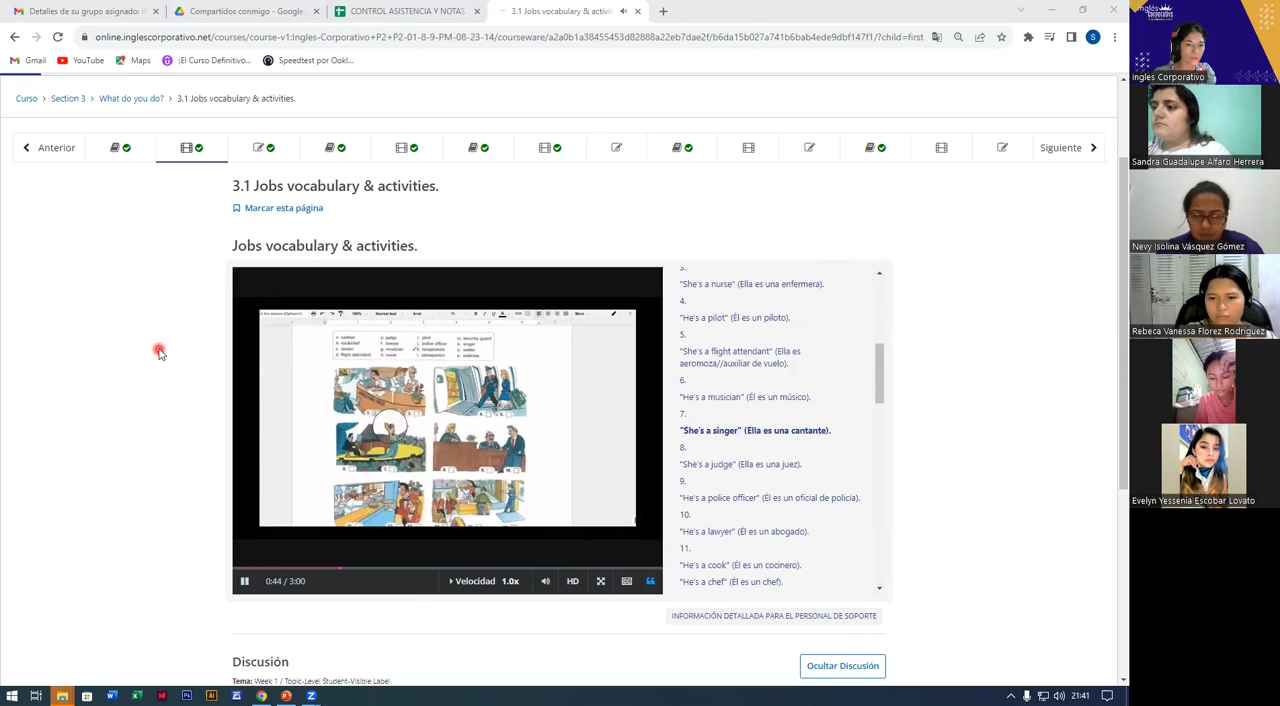 Detalles de su grupo asignado
Compartidos conmigo - Google
CONTROL ASISTENCIA Y NOTAS
3.1 Jobs vocabulary & activities
online.inglescorporativo.net/courses/course-v1:Ingles-Corporativo+P2+P2-01-8-9-PM-02-23-14/courseware/a2a0b1a38455453d82888a22eb7dae2f/b6da15b027a741b6bab4ede9dbf147f1/?child=first
Gmail
YouTube
Maps
¡El Curso Definitivo...
Speedtest por Ookl...
Curso > Section 3 > What do you do? > 3.1 Jobs vocabulary & activities.
Anterior
Siguiente
3.1 Jobs vocabulary & activities.
Marcar esta página
Jobs vocabulary & activities.
"She's a nurse" (Ella es una enfermera).
4.
"He's a pilot" (Él es un piloto).
5.
"She's a flight attendant" (Ella es
aeromoza//auxiliar de vuelo).
6.
"He's a musician" (Él es un músico).
7.
"She's a singer" (Ella es una cantante).
8.
"She's a judge" (Ella es una juez).
9.
"He's a police officer" (Él es un oficial de policía).
10.
"He's a lawyer" (Él es un abogado).
11.
"He's a cook" (Él es un cocinero).
"He's a chef" (Él es un chef).
0:44 / 3:00
Velocidad 1.0x
HD
INFORMACIÓN DETALLADA PARA EL PERSONAL DE SOPORTE
Discusión
Ocultar Discusión
Tema: Week 1 / Topic-Level Student-Visible Label
Ingles Corporativo
Sandra Guadalupe Alfaro Herrera
Nevy Isolina Vásquez Gómez
Rebeca Vanessa Florez Rodriguez
Evelyn Yessenia Escobar Lovato
21:41